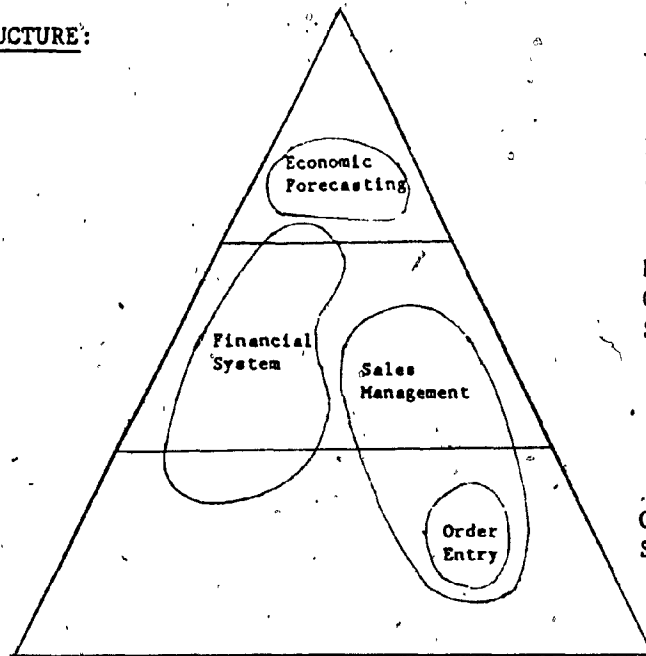 UCTURE:
Economic
Forecasting
Financial
System
Sales
Management
Order
Entry